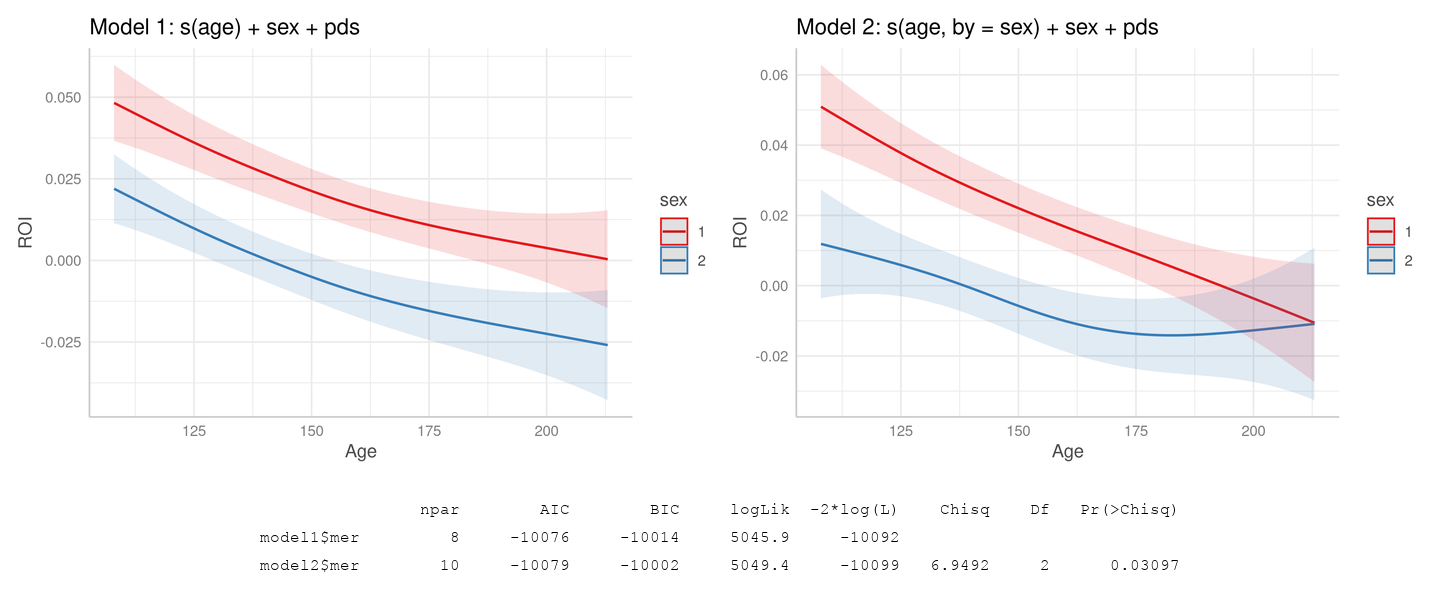 Model 1: s(age) + sex + pds
0.050
0.025
0.000
-0.025
ROI
125 150 175 200
Age
sex
1
2
Model 2: s(age, by = sex) + sex + pds
0.06
0.04
0.02
0.00
-0.02
ROI
125 150 175 200
Age
sex
1
2
npar AIC BIC logLik -2*log(L) Chisq Df Pr(>Chisq)
model1$mer 8 -10076 -10014 5045.9 -10092
model2$mer 10 -10079 -10002 5049.4 -10099 6.9492 2 0.03097